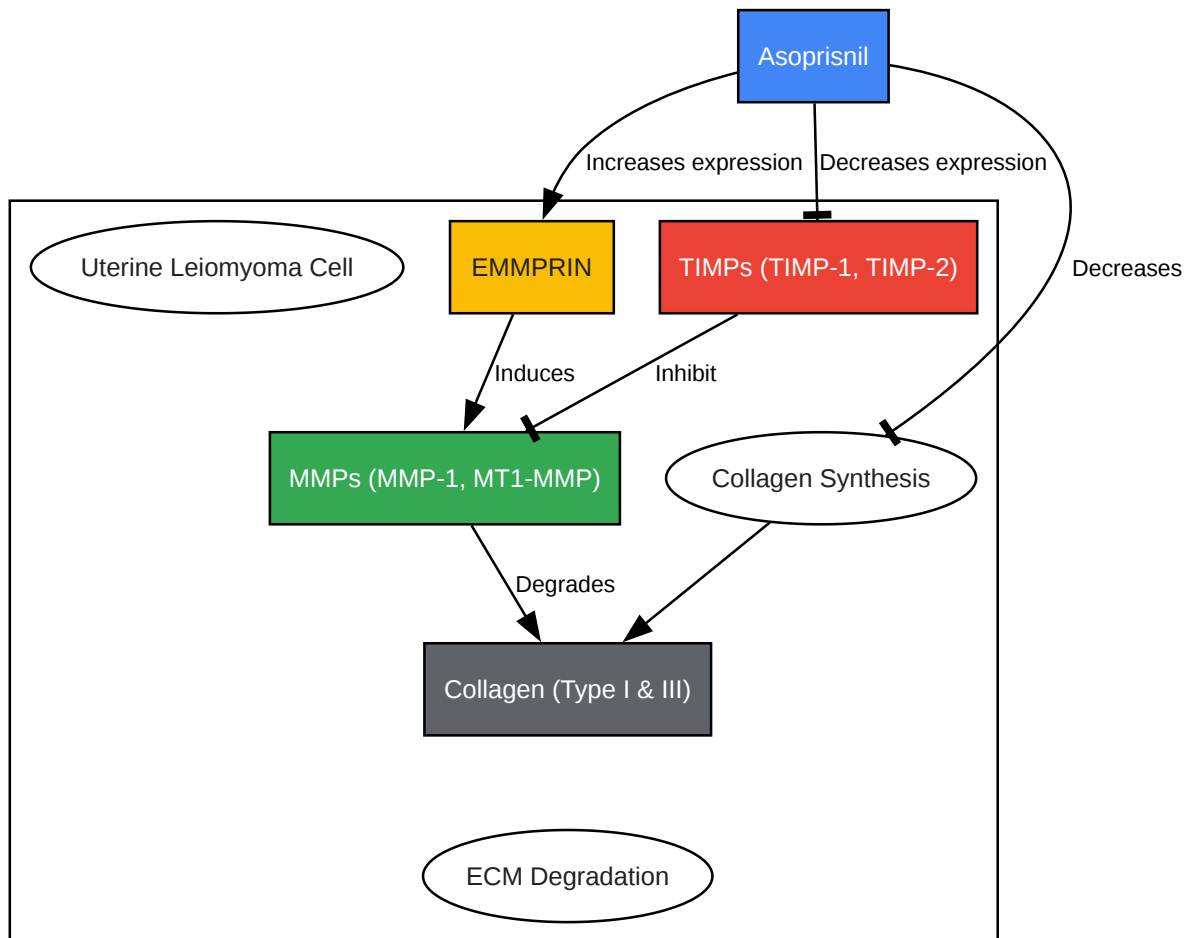 Asoprisnil
Increases expression
Decreases expression
Uterine Leiomyoma Cell
EMMPRIN
TIMPs (TIMP-1, TIMP-2)
Decreases
Induces
Inhibit
MMPs (MMP-1, MT1-MMP)
Collagen Synthesis
Degrades
Collagen (Type I & III)
ECM Degradation